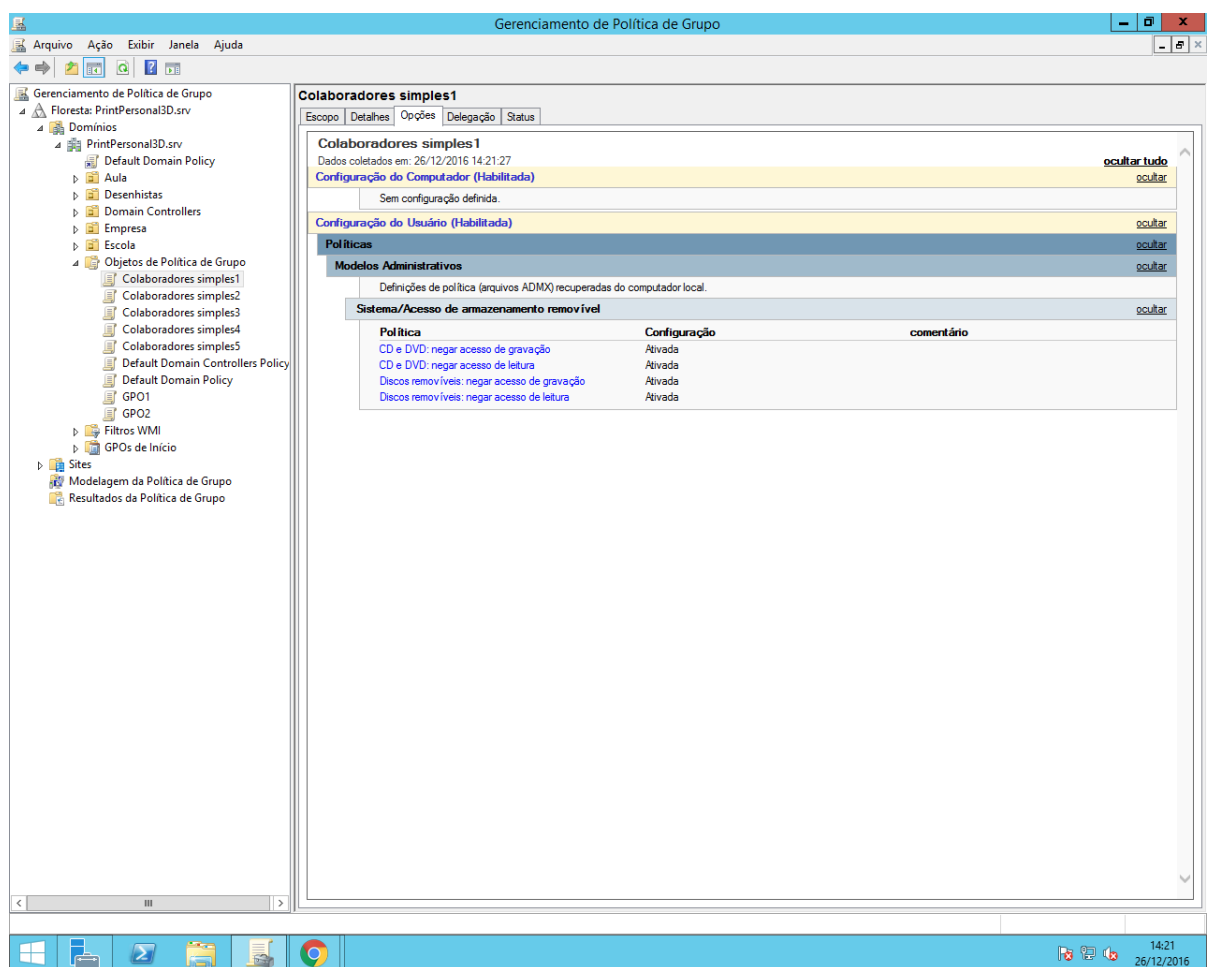 Gerenciamento de Política de Grupo
Arquivo Ação Exibir Janela Ajuda
Gerenciamento de Política de Grupo
Floresta: PrintPersonal3D.srv
Domínios
PrintPersonal3D.srv
Default Domain Policy
Aula
Desenhistas
Domain Controllers
Empresa
Escola
Objetos de Política de Grupo
Colaboradores simples1
Colaboradores simples2
Colaboradores simples3
Colaboradores simples4
Colaboradores simples5
Default Domain Controllers Policy
Default Domain Policy
GPO1
GPO2
Filtros WMI
GPOs de Início
Sites
Modelagem da Política de Grupo
Resultados da Política de Grupo
Colaboradores simples1
Escopo Detalhes Opções Delegação Status
Colaboradores simples1
Dados coletados em: 26/12/2016 14:21:27 ocultar tudo
Configuração do Computador (Habilitada) ocultar
Sem configuração definida.
Configuração do Usuário (Habilitada) ocultar
Políticas ocultar
Modelos Administrativos ocultar
Definições de política (arquivos ADMX) recuperadas do computador local.
Sistema/Acesso de armazenamento removível ocultar
Política Configuração comentário
CD e DVD: negar acesso de gravação Ativada
CD e DVD: negar acesso de leitura Ativada
Discos removíveis: negar acesso de gravação Ativada
Discos removíveis: negar acesso de leitura Ativada
14:21
26/12/2016